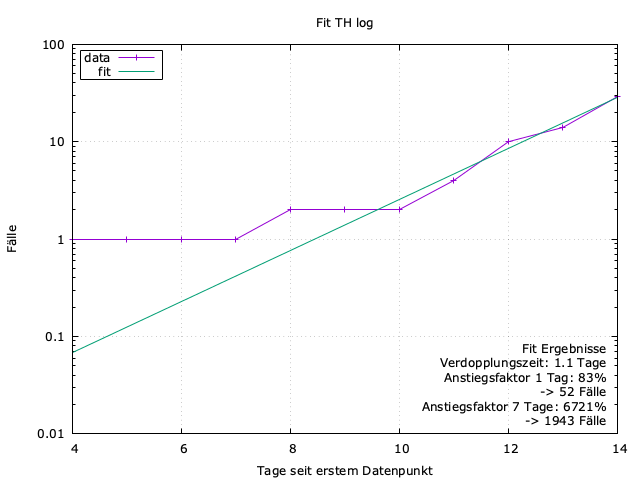 Fit TH log
100
10
1
0.1
0.01
Fälle
data
fit
Fit Ergebnisse
Verdopplungszeit: 1.1 Tage
Anstiegsfaktor 1 Tag: 83%
-> 52 Fälle
Anstiegsfaktor 7 Tage: 6721%
-> 1943 Fälle
4 6 8 10 12 14
Tage seit erstem Datenpunkt